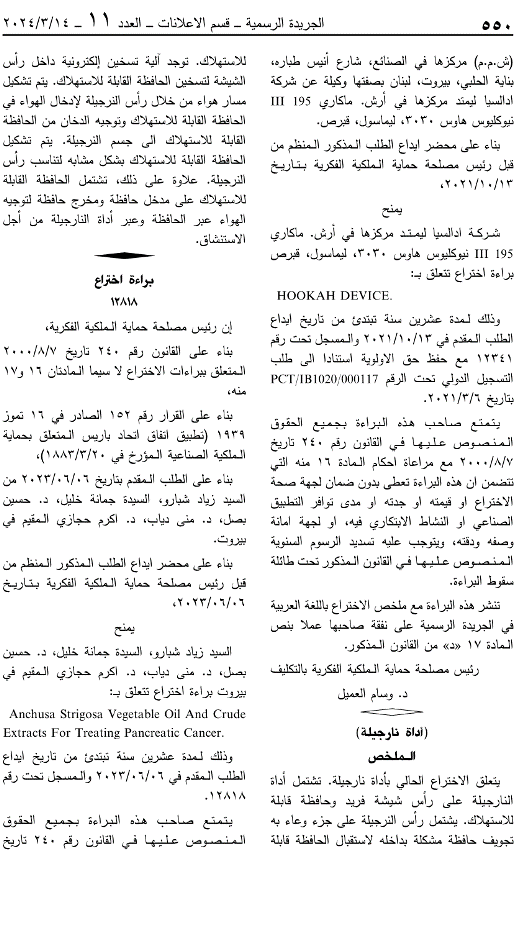 ٥٥٠
الجريدة الرسمية ــ قسم الاعلانات ــ العدد ١١ ــ ٢٠٢٤/٣/١٤
(ش.م.م) مركزها في الصنائع، شارع أنيس طباره،
بناية الحلبي، بيروت، لبنان بصفتها وكيلة عن شركة
ادالسيا ليمتد مركزها في أرش. ماكاري 195 III
نيوكليوس هاوس ٣٠٣٠، ليماسول، قبرص.
بناء على محضر ايداع الطلب المذكور المنظم من
قبل رئيس مصلحة حماية الملكية الفكرية بتاريخ
٢٠٢١/١٠/١٣،
يمنح
شركة ادالسيا ليمتد مركزها في أرش. ماكاري
195 III نيوكليوس هاوس ٣٠٣٠، ليماسول، قبرص
براءة اختراع تتعلق بـ:
HOOKAH DEVICE.
وذلك لمدة عشرين سنة تبتدئ من تاريخ ايداع
الطلب المقدم في ٢٠٢١/١٠/١٣ والمسجل تحت رقم
١٢٣٤١ مع حفظ حق الاولوية استنادا الى طلب
التسجيل الدولي تحت الرقم PCT/IB1020/000117
بتاريخ ٢٠٢١/٣/٦.
يتمتع صاحب هذه البراءة بجميع الحقوق
المنصوص عليها في القانون رقم ٢٤٠ تاريخ
٢٠٠٠/٨/٧ مع مراعاة احكام المادة ١٦ منه التي
تتضمن ان هذه البراءة تعطى بدون ضمان لجهة صحة
الاختراع او قيمته او جدته او مدى توافر التطبيق
الصناعي او النشاط الابتكاري فيه، او لجهة امانة
وصفه ودقته، ويتوجب عليه تسديد الرسوم السنوية
المنصوص عليها في القانون المذكور تحت طائلة
سقوط البراءة.
تنشر هذه البراءة مع ملخص الاختراع باللغة العربية
في الجريدة الرسمية على نفقة صاحبها عملا بنص
المادة ١٧ «د» من القانون المذكور.
رئيس مصلحة حماية الملكية الفكرية بالتكليف
د. وسام العميل
(أداة نارجيلة)
الملخص
يتعلق الاختراع الحالي بأداة نارجيلة. تشتمل أداة
النارجيلة على رأس شيشة فريد وحافظة قابلة
للاستهلاك. يشتمل رأس النرجيلة على جزء وعاء به
تجويف حافظة مشكلة بداخله لاستقبال الحافظة قابلة
للاستهلاك. توجد آلية تسخين إلكترونية داخل رأس
الشيشة لتسخين الحافظة القابلة للاستهلاك. يتم تشكيل
مسار هواء من خلال رأس النرجيلة لإدخال الهواء في
الحافظة القابلة للاستهلاك وتوجيه الدخان من الحافظة
القابلة للاستهلاك الى جسم النرجيلة. يتم تشكيل
الحافظة القابلة للاستهلاك بشكل مشابه لتناسب رأس
النرجيلة. علاوة على ذلك، تشتمل الحافظة القابلة
للاستهلاك على مدخل حافظة ومخرج حافظة لتوجيه
الهواء عبر الحافظة وعبر أداة النارجيلة من أجل
الاستنشاق.
براءة اختراع
١٢٨١٨
إن رئيس مصلحة حماية الملكية الفكرية،
بناء على القانون رقم ٢٤٠ تاريخ ٢٠٠٠/٨/٧
المتعلق ببراءات الاختراع لا سيما المادتان ١٦ و١٧
منه،
بناء على القرار رقم ١٥٢ الصادر في ١٦ تموز
١٩٣٩ (تطبيق اتفاق اتحاد باريس المتعلق بحماية
الملكية الصناعية المؤرخ في ١٨٨٣/٣/٢٠)،
بناء على الطلب المقدم بتاريخ ٢٠٢٣/٠٦/٠٦ من
السيد زياد شبارو، السيدة جمانة خليل، د. حسين
بصل، د. منى دياب، د. اكرم حجازي المقيم في
بيروت.
بناء على محضر ايداع الطلب المذكور المنظم من
قبل رئيس مصلحة حماية الملكية الفكرية بتاريخ
٢٠٢٣/٠٦/٠٦،
يمنح
السيد زياد شبارو، السيدة جمانة خليل، د. حسين
بصل، د. منى دياب، د. اكرم حجازي المقيم في
بيروت براءة اختراع تتعلق بـ:
Anchusa Strigosa Vegetable Oil And Crude
Extracts For Treating Pancreatic Cancer.
وذلك لمدة عشرين سنة تبتدئ من تاريخ ايداع
الطلب المقدم في ٢٠٢٣/٠٦/٠٦ والمسجل تحت رقم
١٢٨١٨.
يتمتع صاحب هذه البراءة بجميع الحقوق
المنصوص عليها في القانون رقم ٢٤٠ تاريخ